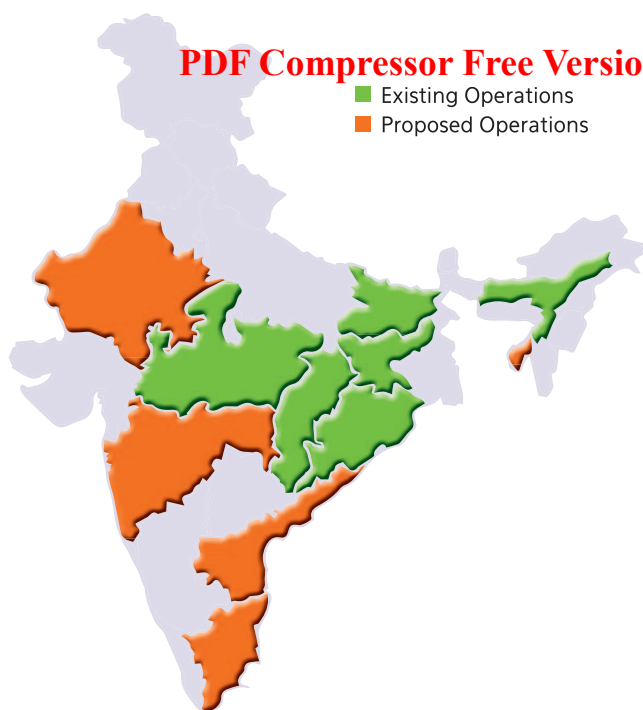 PDF Compressor Free Versio
Existing Operations
Proposed Operations